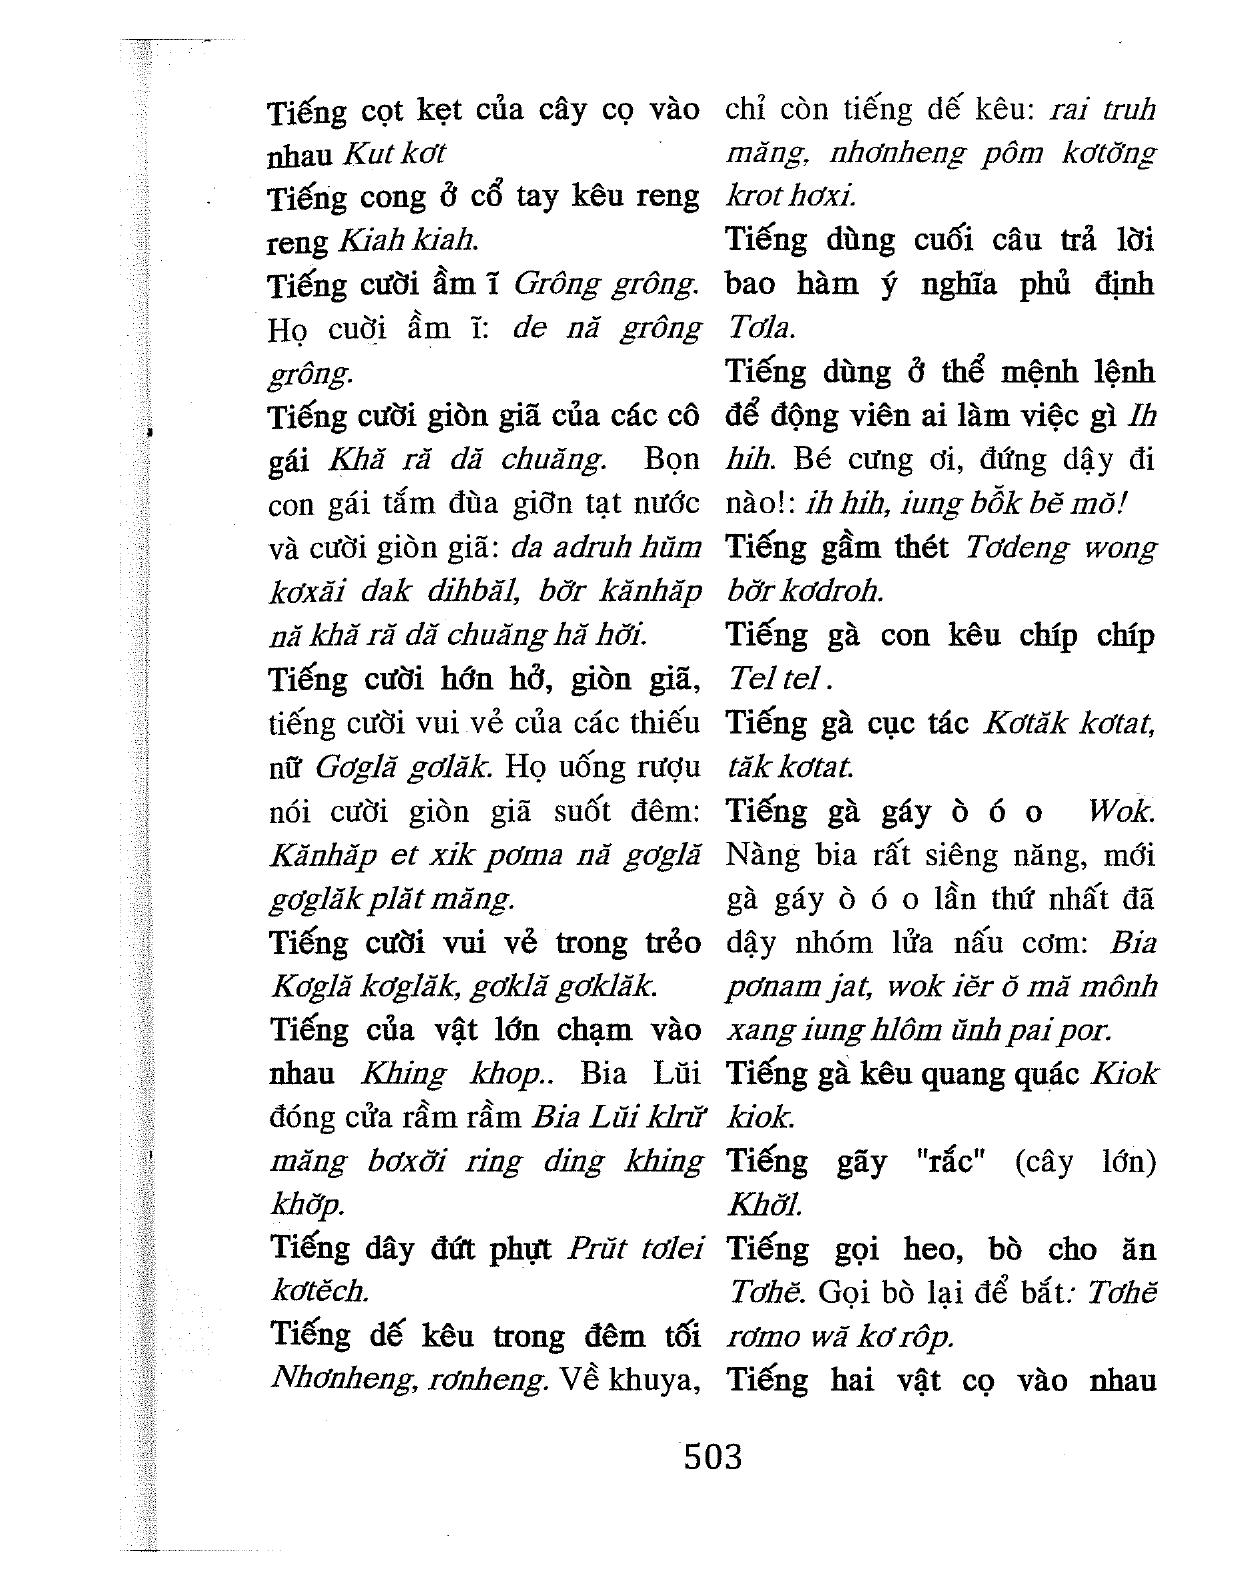 Tiếng cọt kẹt của cây cọ vào
nhau Kut kơt
Tiếng cong ở cổ tay kêu reng
reng Kiah kiah.
Tiếng cười ầm ĩ Grông grông.
Họ cuời ầm ĩ: de nă grông
grông.
Tiếng cười giòn giã của các cô
gái Khă ră dă chuăng. Bọn
con gái tắm đùa giỡn tạt nước
và cười giòn giã: da adruh hŭm
kơxăi dak dihbăl, bơ̆r kănhăp
nă khă ră dă chuăng hă hơ̆i.
Tiếng cười hớn hở, giòn giã,
tiếng cười vui vẻ của các thiếu
nữ Gơglă gơlăk. Họ uống rượu
nói cười giòn giã suốt đêm:
Kănhăp et xik pơma nă gơglă
gơglăk plăt măng.
Tiếng cười vui vẻ trong trẻo
Kơglă kơglăk, gơklă gơklăk.
Tiếng của vật lớn chạm vào
nhau Khing khop.. Bia Lŭi
đóng cửa rầm rầm Bia Lŭi klrư̆
măng bơxơ̆i ring ding khing
khơ̆p.
Tiếng dây đứt phựt Prŭt tơlei
kơtĕch.
Tiếng dế kêu trong đêm tối
Nhơnheng, rơnheng. Về khuya,
chỉ còn tiếng dế kêu: rai truh
măng, nhơnheng pôm kơtơ̆ng
krot hơxi.
Tiếng dùng cuối câu trả lời
bao hàm ý nghĩa phủ định
Tơla.
Tiếng dùng ở thể mệnh lệnh
để động viên ai làm việc gì Ih
hih. Bé cưng ơi, đứng dậy đi
nào!: ih hih, iung bô̆k bĕ mŏ!
Tiếng gầm thét Tơdeng wong
bơ̆r kơdroh.
Tiếng gà con kêu chíp chíp
Tel tel .
Tiếng gà cục tác Kơtăk kơtat,
tăk kơtat.
Tiếng gà gáy ò ó o Wok.
Nàng bia rất siêng năng, mới
gà gáy ò ó o lần thứ nhất đã
dậy nhóm lửa nấu cơm: Bia
pơnam jat, wok iĕr ŏ mă mônh
xang iung hlôm ŭnh pai por.
Tiếng gà kêu quang quác Kiok
kiok.
Tiếng gãy "rắc" (cây lớn)
Khơ̆l.
Tiếng gọi heo, bò cho ăn
Tơhĕ. Gọi bò lại để bắt: Tơhĕ
rơmo wă kơ rôp.
Tiếng hai vật cọ vào nhau
503